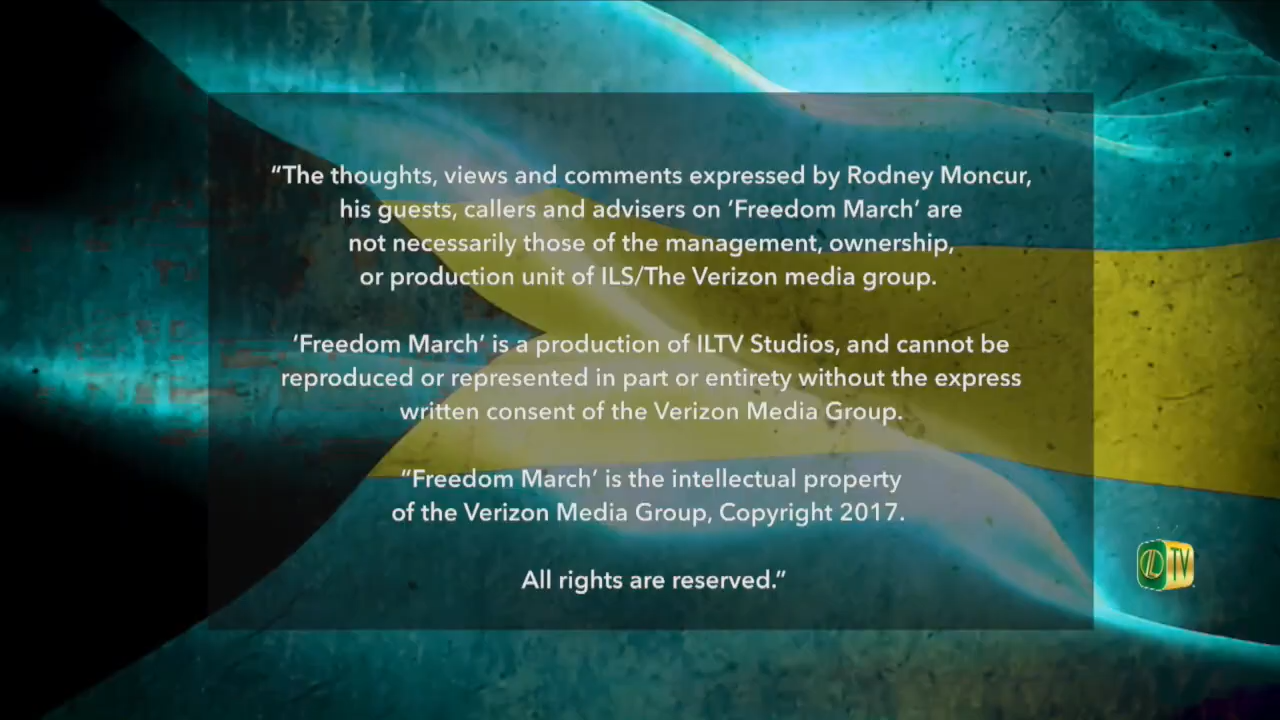 “The thoughts, views and comments expressed by Rodney Moncur,
his guests, callers and advisers on ‘Freedom March‘ are
not necessarily those of the management, ownership,
or production unit of ILS/The Verizon media group.
‘Freedom March’ is a production of ILTV Studios, and cannot be
reproduced or represented in part or entirety without the express
written consent of the Verizon Media Group.
“Freedom March’ is the intellectual property
of the Verizon Media Group, Copyright 2017.
All rights are reserved.”
TV